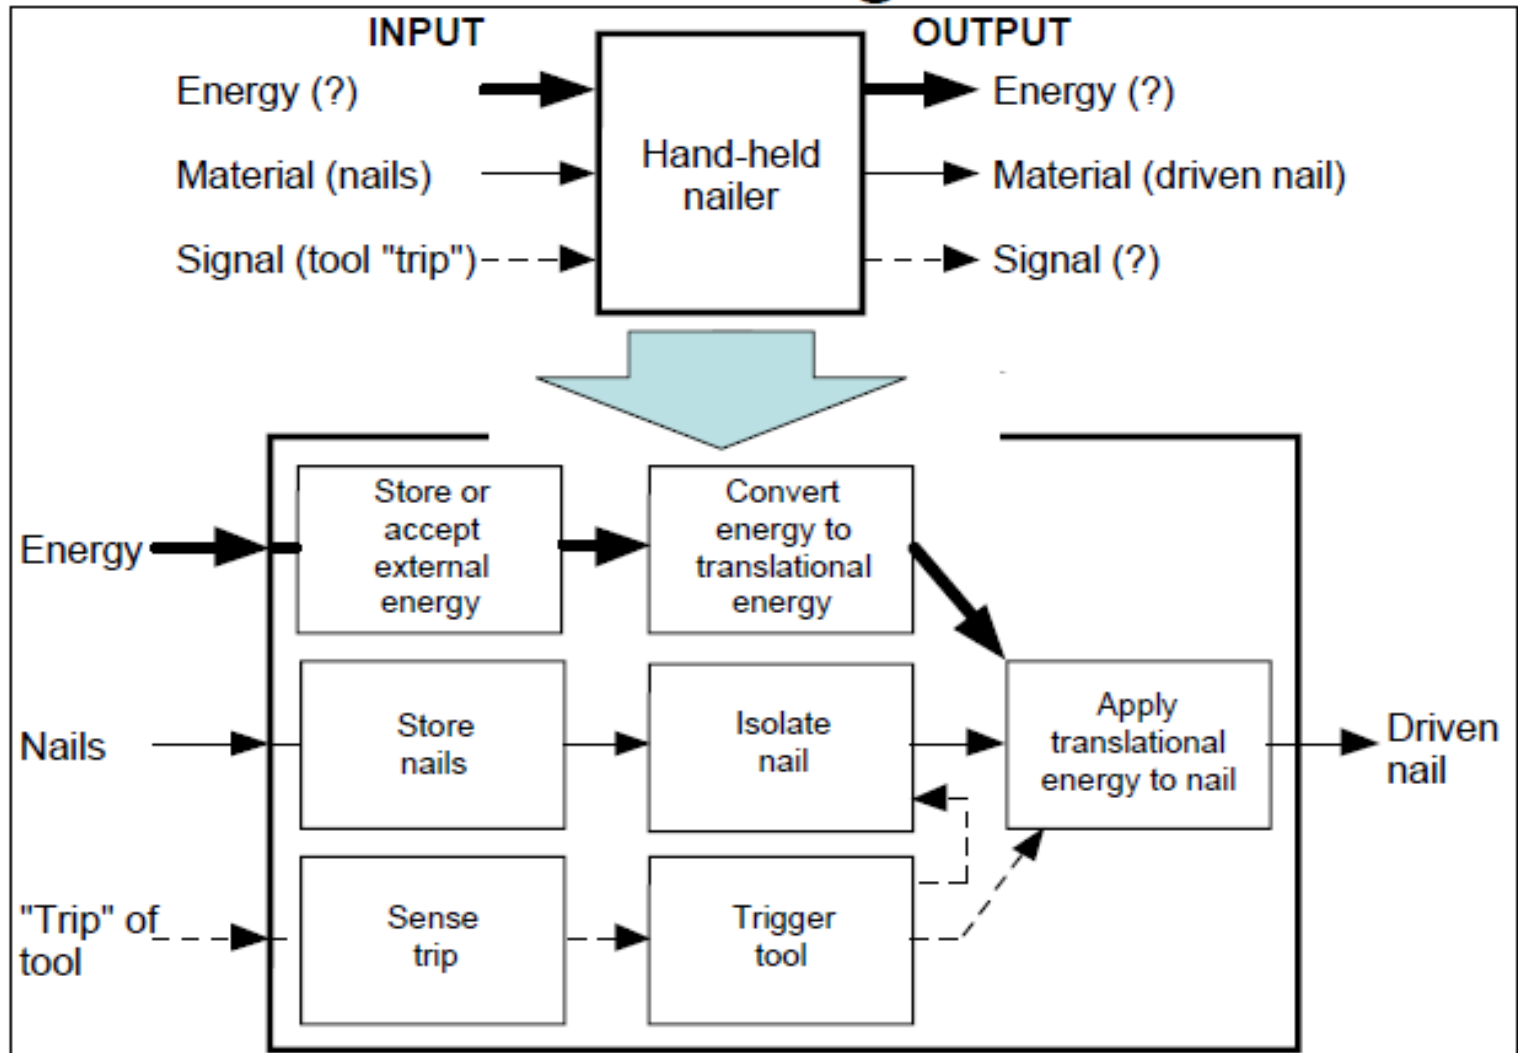 INPUT
OUTPUT
Energy (?)
Energy (?)
Hand-held
nailer
Material (nails)
Material (driven nail)
Signal (tool "trip")
Signal (?)
Energy
Store or
accept
external
energy
Convert
energy to
translational
energy
Nails
Store
nails
Isolate
nail
Apply
translational
energy to nail
Driven
nail
"Trip" of
tool
Sense
trip
Trigger
tool